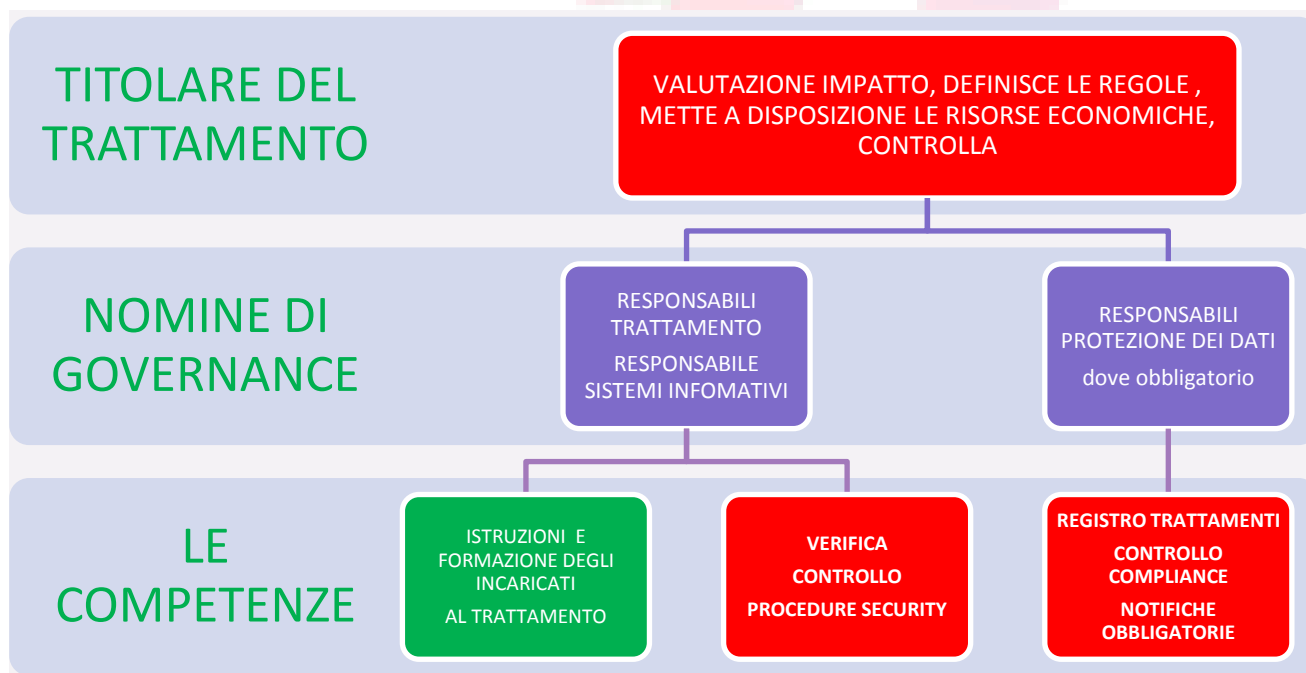 TITOLARE DEL
TRATTAMENTO
VALUTAZIONE IMPATTO, DEFINISCE LE REGOLE ,
METTE A DISPOSIZIONE LE RISORSE ECONOMICHE,
CONTROLLA
NOMINE DI
GOVERNANCE
RESPONSABILI
TRATTAMENTO
RESPONSABILE
SISTEMI INFOMATIVI
RESPONSABILI
PROTEZIONE DEI DATI
dove obbligatorio
LE
COMPETENZE
ISTRUZIONI E
FORMAZIONE DEGLI
INCARICATI
AL TRATTAMENTO
VERIFICA
CONTROLLO
PROCEDURE SECURITY
REGISTRO TRATTAMENTI
CONTROLLO
COMPLIANCE
NOTIFICHE
OBBLIGATORIE